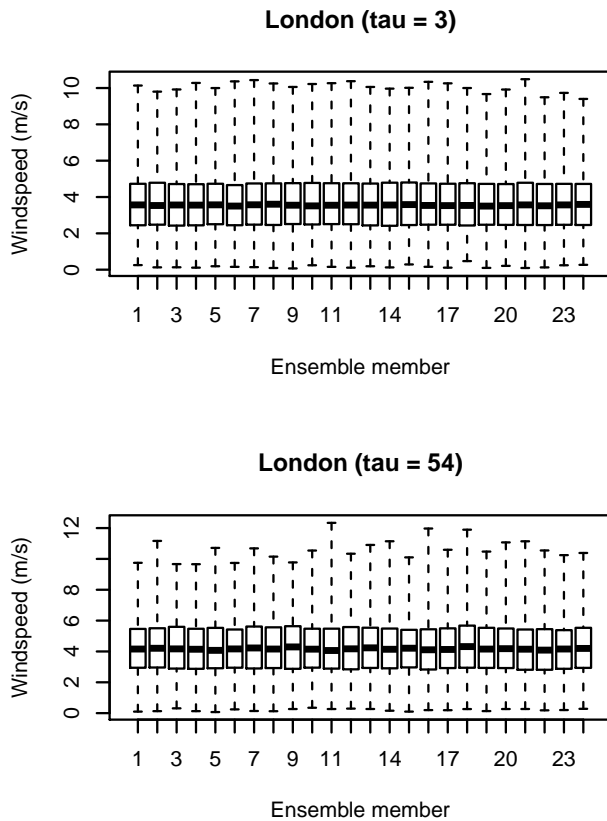 London (tau = 3)
Windspeed (m/s)
10
8
6
4
2
0
1 3 5 7 9 11 14 17 20 23
Ensemble member
London (tau = 54)
Windspeed (m/s)
12
8
6
4
2
0
1 3 5 7 9 11 14 17 20 23
Ensemble member